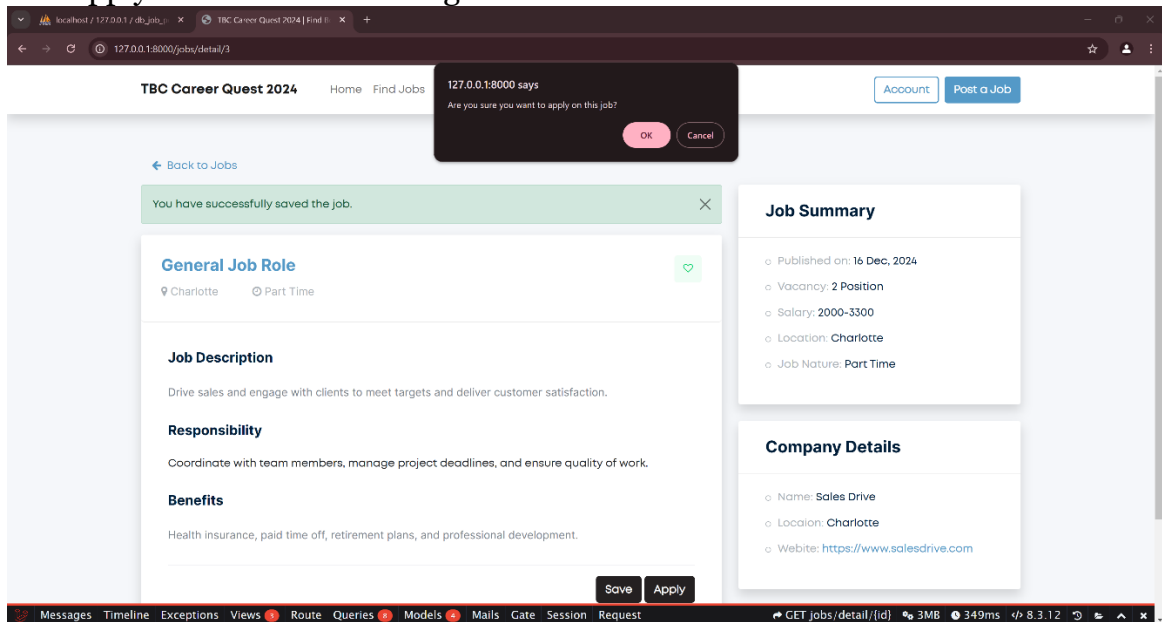 localhost / 127.0.0.1 / db_job_p
TBC Career Quest 2024 | Find B
127.0.0.1:8000/jobs/detail/3
TBC Career Quest 2024
Home
Find Jobs
127.0.0.1:8000 says
Are you sure you want to apply on this job?
OK
Cancel
Account
Post a Job
Back to Jobs
You have successfully saved the job.
General Job Role
Charlotte
Part Time
Job Description
Drive sales and engage with clients to meet targets and deliver customer satisfaction.
Responsibility
Coordinate with team members, manage project deadlines, and ensure quality of work.
Benefits
Health insurance, paid time off, retirement plans, and professional development.
Save
Apply
Job Summary
Published on: 16 Dec, 2024
Vacancy: 2 Position
Salary: 2000-3300
Location: Charlotte
Job Nature: Part Time
Company Details
Name: Sales Drive
Locaion: Charlotte
Webite: https://www.salesdrive.com
Messages Timeline Exceptions Views 3 Route Queries 8 Models 4 Mails Gate Session Request
GET jobs/detail/{id} 3MB 349ms 8.3.12